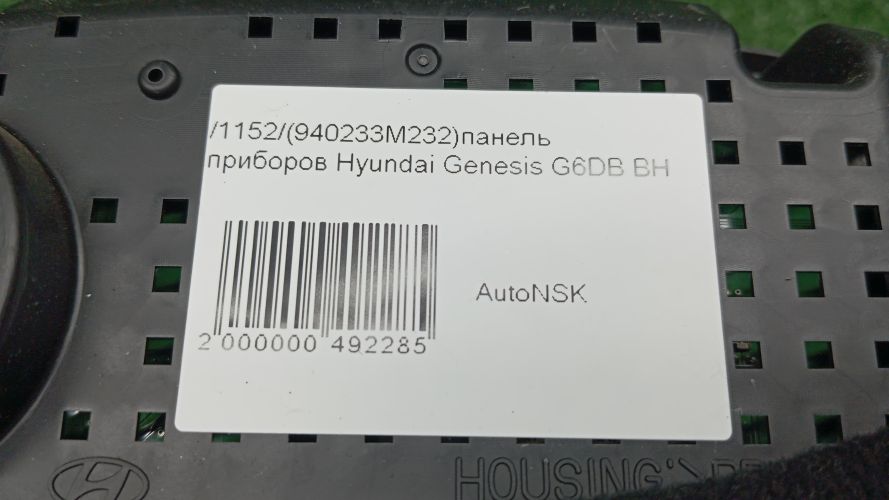 /1152/(940233M232)панель
приборов Hyundai Genesis G6DB BH
AutoNSK
2 000000 492285
HOUSING:>